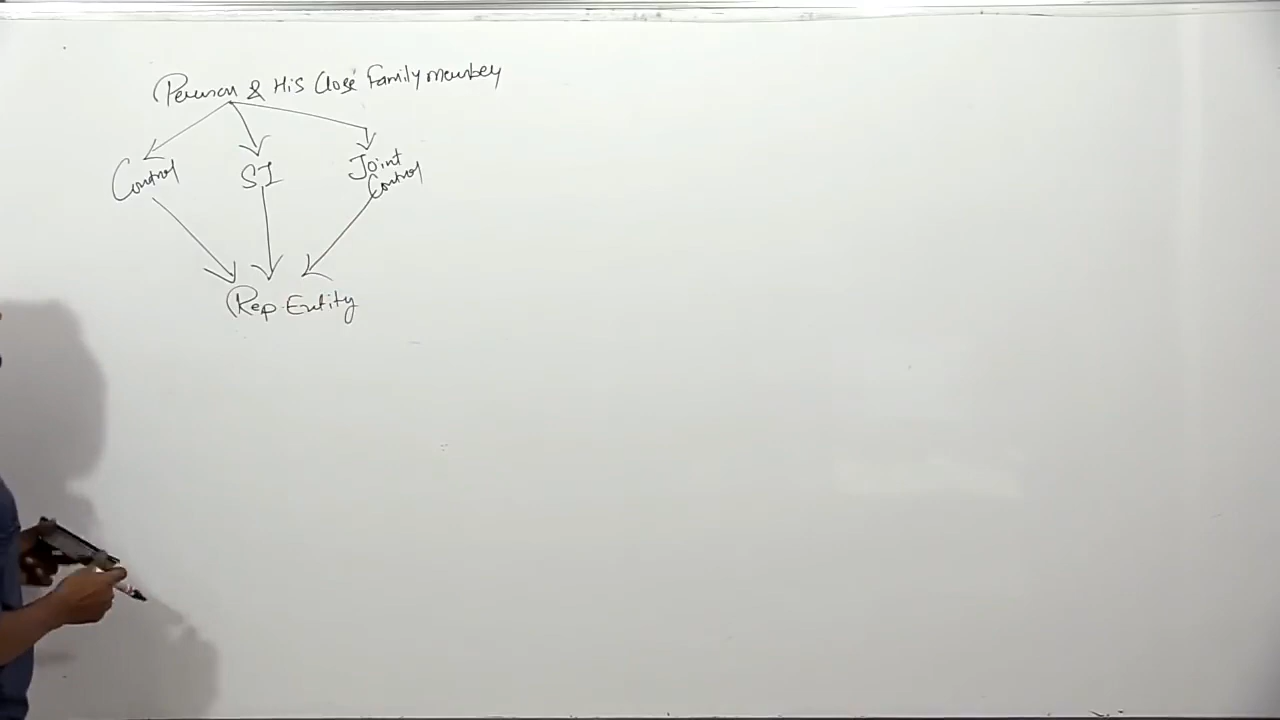 Person & His Close Family member
Control
SI
Joint
Control
Rep Entity